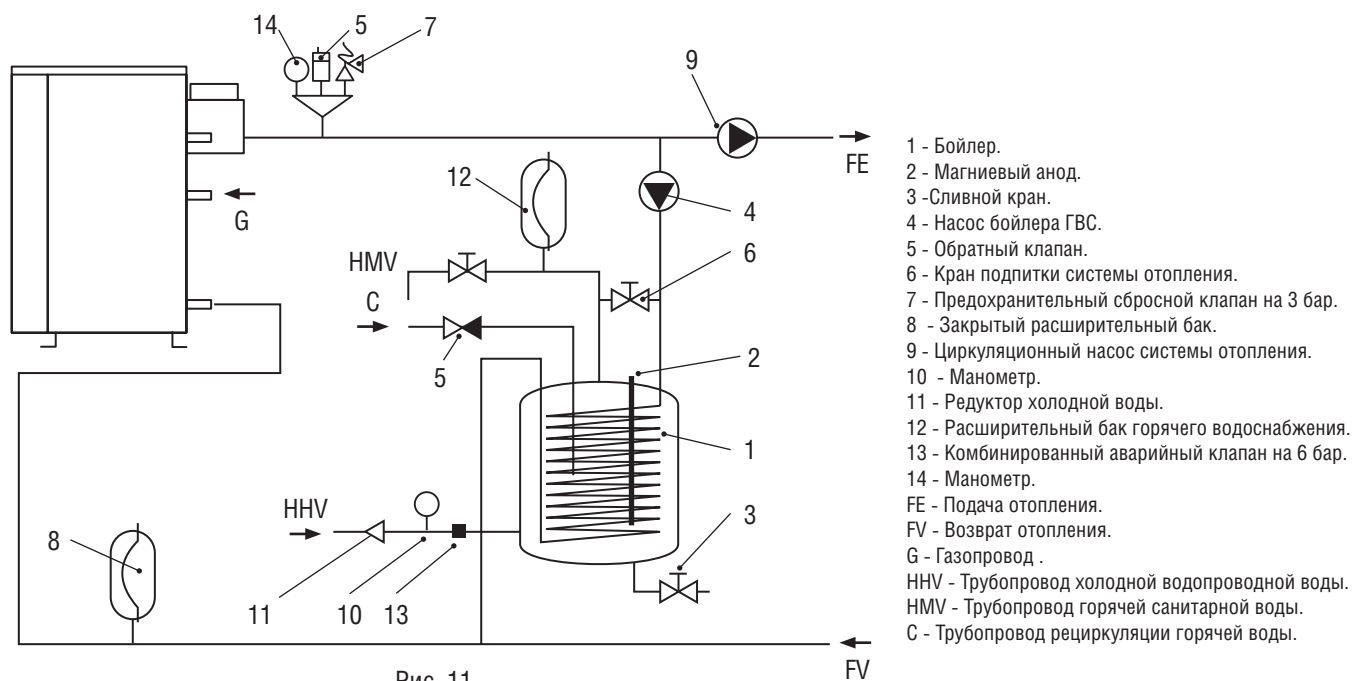 14
5
7
9
FE
12
4
G
HMV
6
C
5
2
1
HHV
3
8
11
10
13
FV
Рис. 11
1 - Бойлер.
2 - Магниевый анод.
3 -Сливной кран.
4 - Насос бойлера ГВС.
5 - Обратный клапан.
6 - Кран подпитки системы отопления.
7 - Предохранительный сбросной клапан на 3 бар.
8 - Закрытый расширительный бак.
9 - Циркуляционный насос системы отопления.
10 - Манометр.
11 - Редуктор холодной воды.
12 - Расширительный бак горячего водоснабжения.
13 - Комбинированный аварийный клапан на 6 бар.
14 - Манометр.
FE - Подача отопления.
FV - Возврат отопления.
G - Газопровод .
HHV - Трубопровод холодной водопроводной воды.
HMV - Трубопровод горячей санитарной воды.
C - Трубопровод рециркуляции горячей воды.